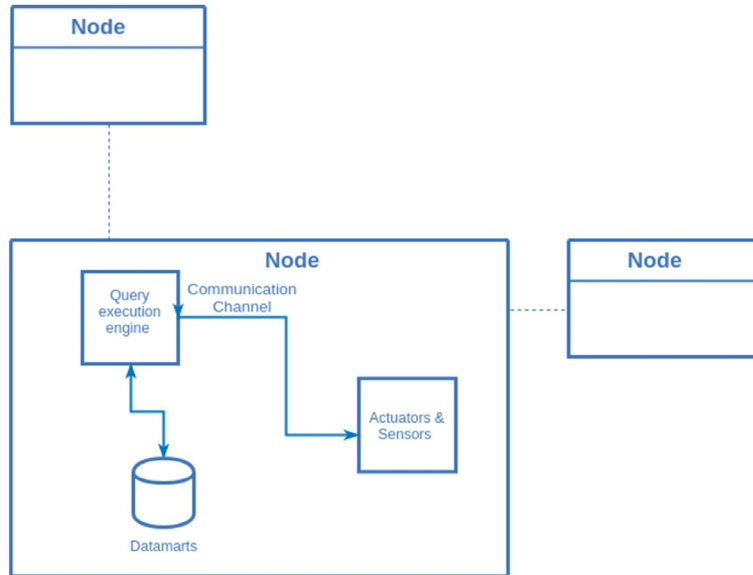 Node
Node
Node
Query
execution
engine
Communication
Channel
Actuators &
Sensors
Datamarts